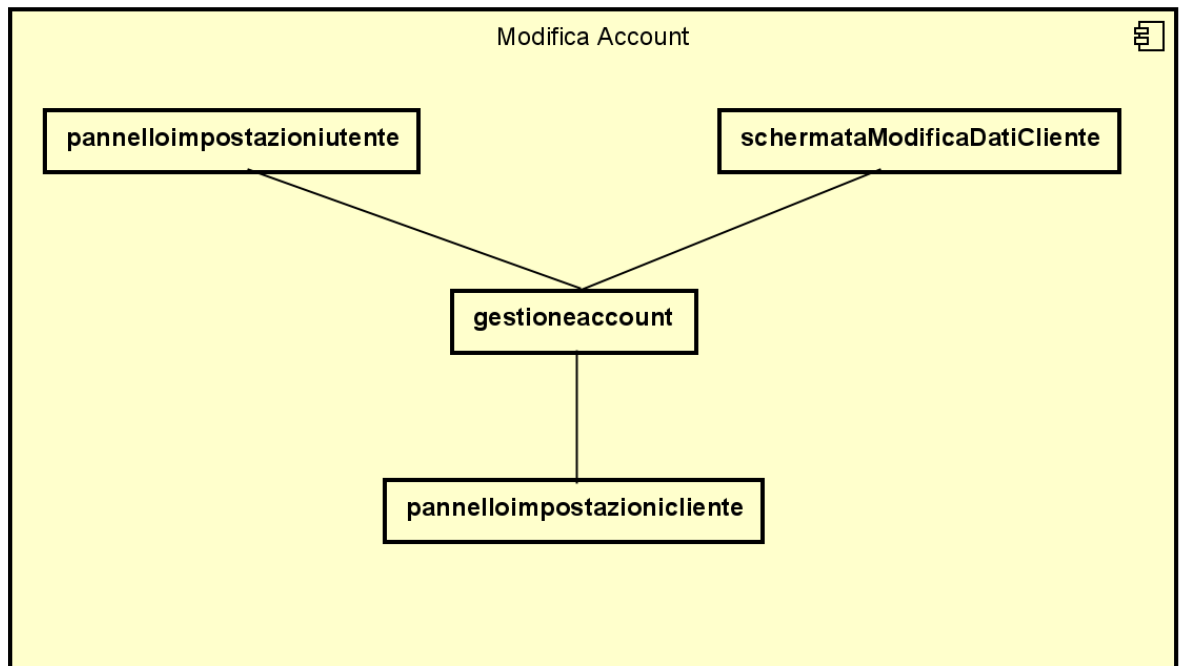 Modifica Account
pannelloimpostazioniutente
schermataModificaDatiCliente
gestioneaccount
pannelloimpostazionicliente